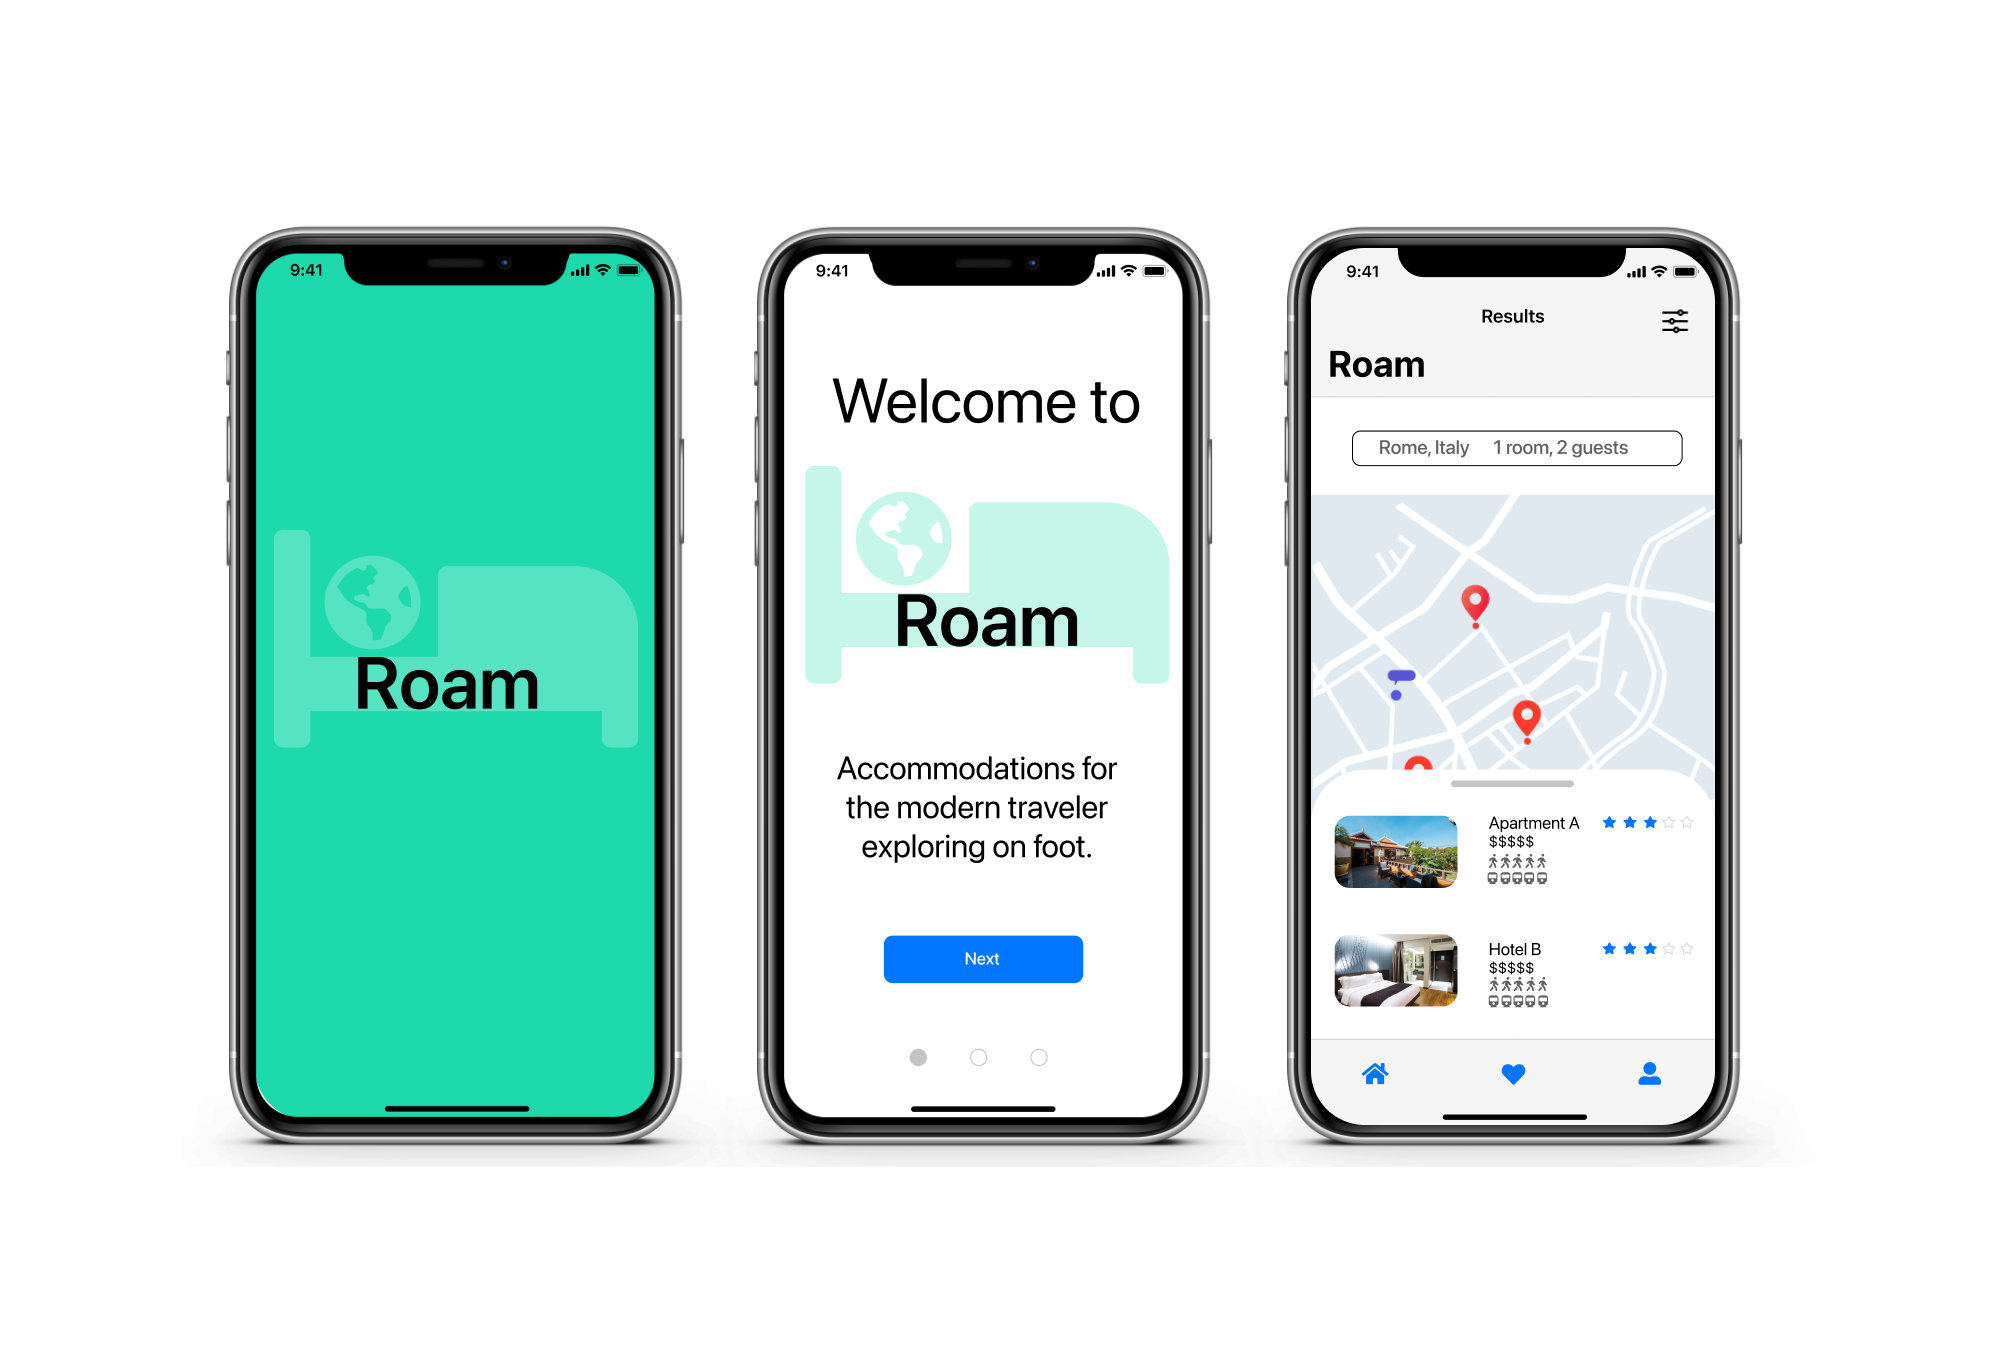 9:41
Roam
9:41
Welcome to
Roam
Accommodations for
the modern traveler
exploring on foot.
Next
9:41
Results
Roam
Rome, Italy 1 room, 2 guests
Apartment A
$$$$$
Hotel B
$$$$$